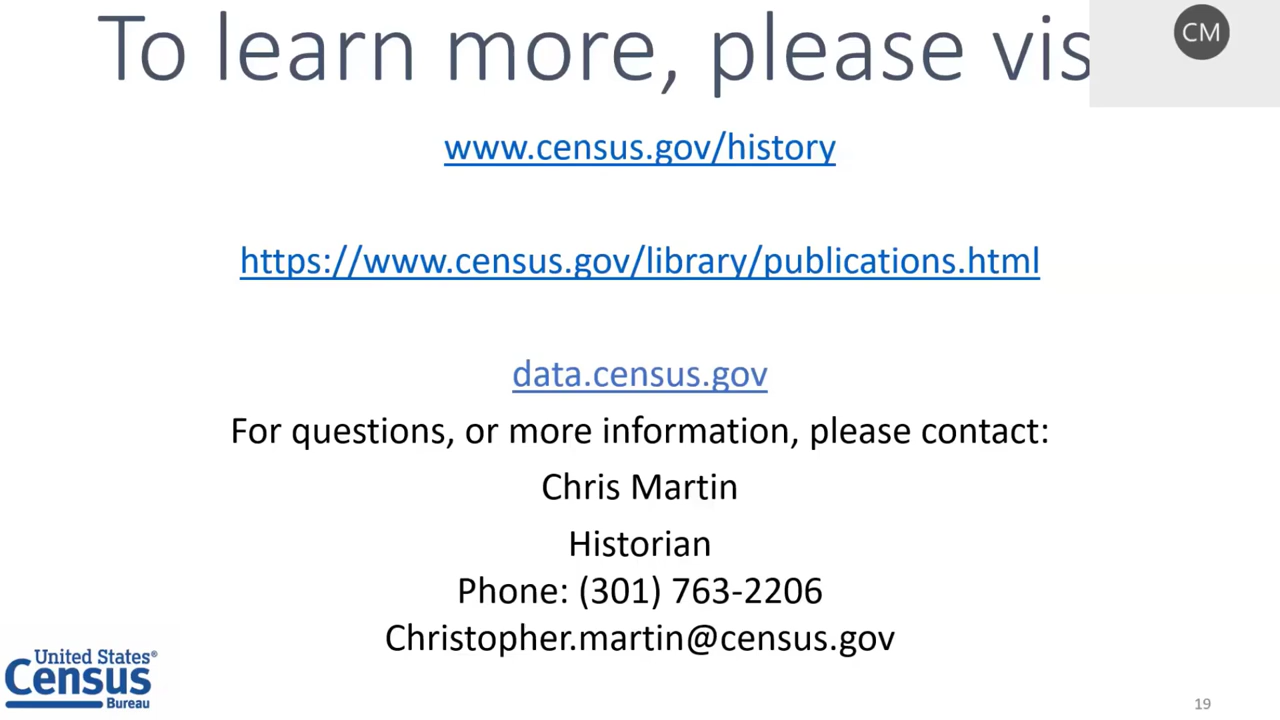 To learn more, please vis
CM
www.census.gov/history
https://www.census.gov/library/publications.html
data.census.gov
For questions, or more information, please contact:
Chris Martin
Historian
Phone: (301) 763-2206
Christopher.martin@census.gov
United States®
Census
Bureau
19